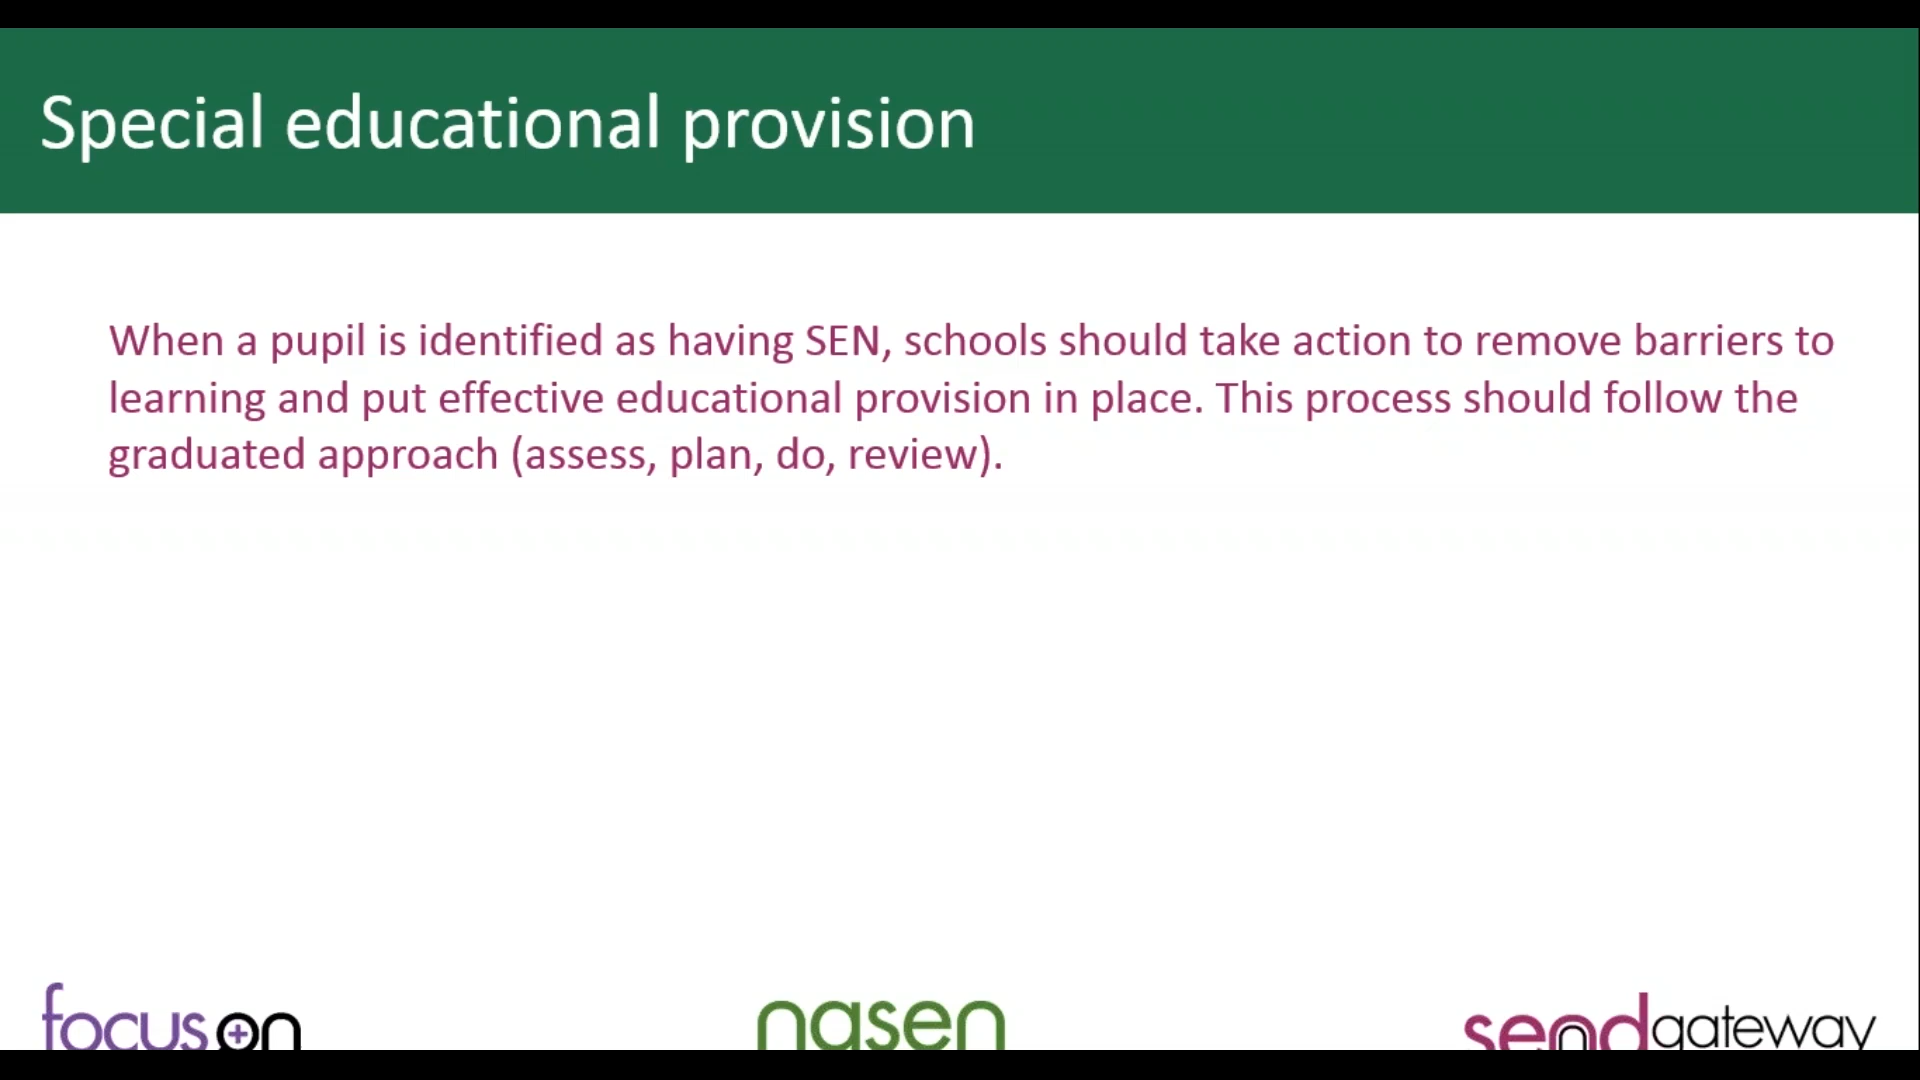 Special educational provision
When a pupil is identified as having SEN, schools should take action to remove barriers to
learning and put effective educational provision in place. This process should follow the
graduated approach (assess, plan, do, review).
focus on
nasen
sendgateway